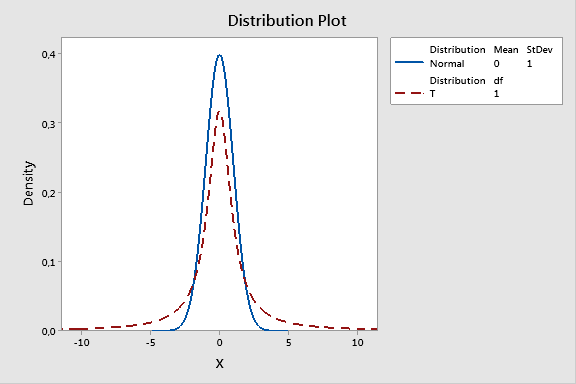 Distribution Plot
Distribution Mean StDev
Normal 0 1
Distribution df
T 1
0,4
0,3
0,2
0,1
0,0
Density
-10 -5 0 5 10
X